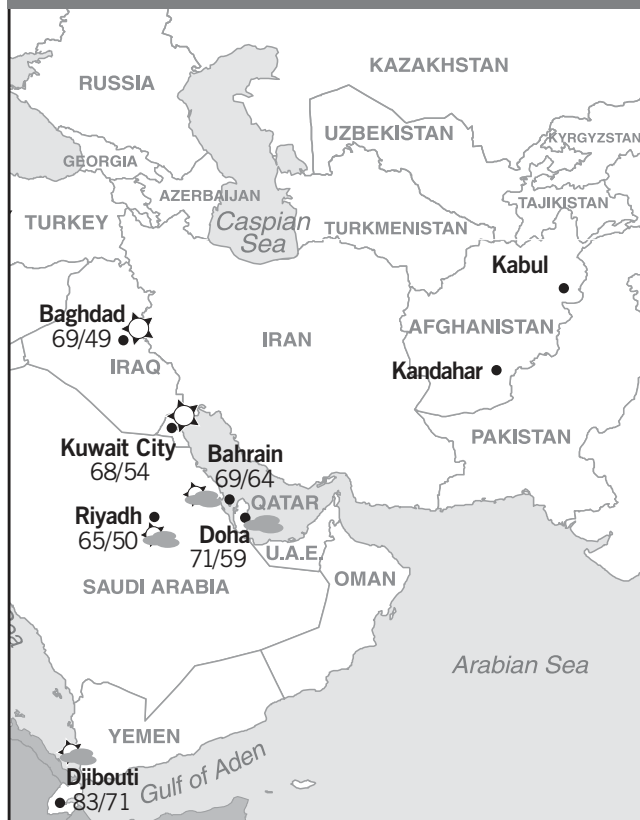 KAZAKHSTAN
RUSSIA
UZBEKISTAN
KYRGYZSTAN
GEORGIA
AZERBAIJAN
TAJIKISTAN
TURKEY
Caspian
Sea
TURKMENISTAN
Kabul
Baghdad
69/49
IRAN
AFGHANISTAN
IRAQ
Kandahar
Kuwait City
68/54
PAKISTAN
Bahrain
69/64
QATAR
Riyadh
65/50
Doha
71/59
U.A.E.
SAUDI ARABIA
OMAN
Arabian Sea
YEMEN
Gulf of Aden
Djibouti
83/71